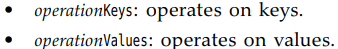 • operationKeys: operates on keys.
• operationValues: operates on values.